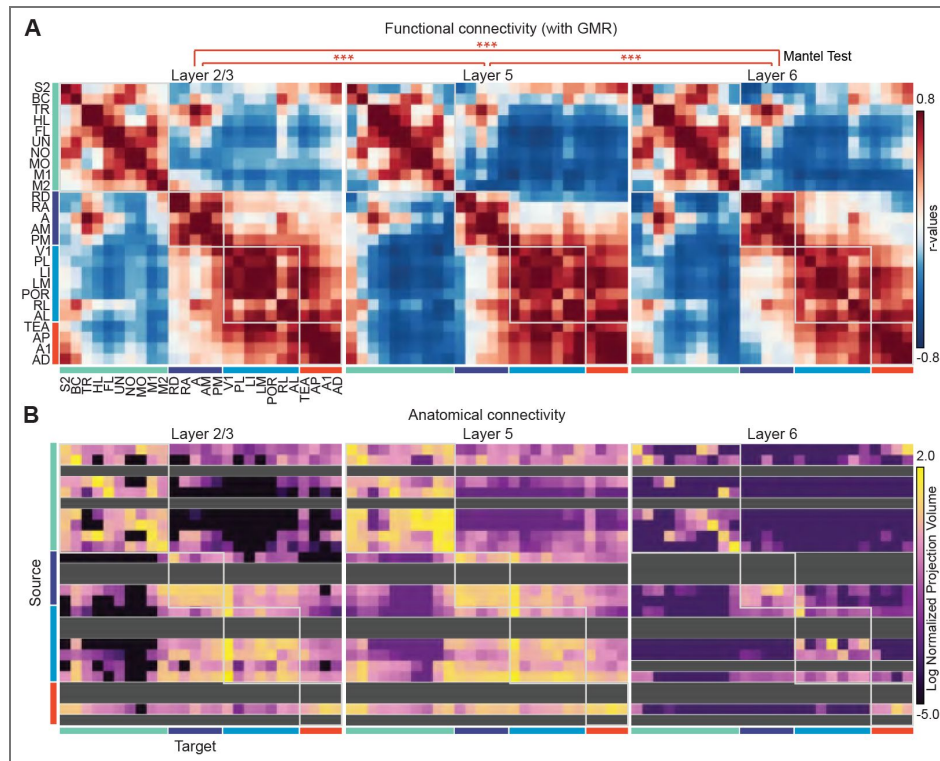 A
Functional connectivity (with GMR)
***
*** ***
Mantel Test
Layer 2/3 Layer 5 Layer 6
S2
BC
TR
HL
FL
UN
NO
MO
M1
M2
RD
RA
A
AM
PM
V1
PL
LI
LM
POR
RL
AL
TEA
AP
A1
AD
0.8
r-values
-0.8
S2 BC TR HL FL UN NO MO M1 M2 RD RA A AM PM V1 PL LI LM POR RL AL TEA AP A1 AD
B
Anatomical connectivity
Layer 2/3 Layer 5 Layer 6
Source
2.0
Log Normalized Projection Volume
-5.0
Target